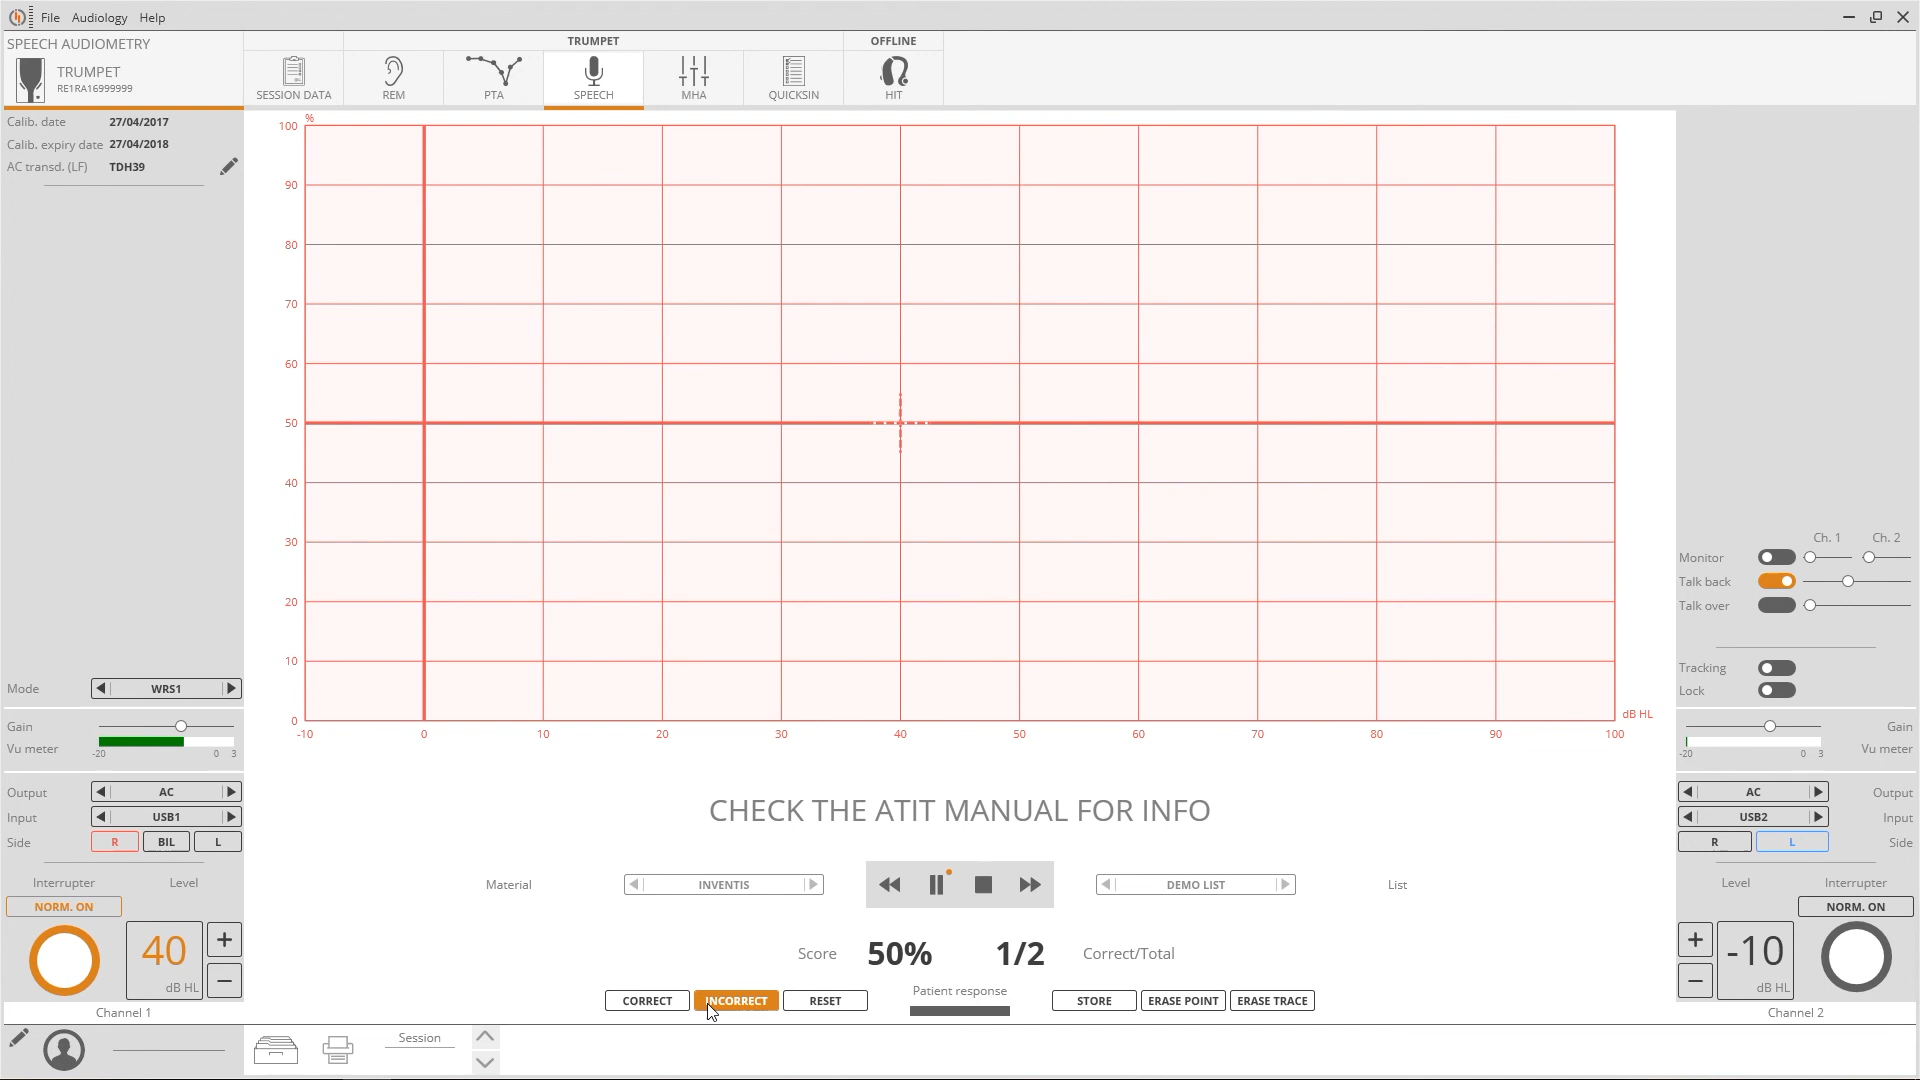 File Audiology Help
SPEECH AUDIOMETRY
TRUMPET
RE1RA16999999
TRUMPET
OFFLINE
SESSION DATA
REM
PTA
SPEECH
MHA
QUICKSIN
HIT
Calib. date 27/04/2017
Calib. expiry date 27/04/2018
AC transd. (LF) TDH39
%
100
90
80
70
60
50
40
30
20
10
0
-10 0 10 20 30 40 50 60 70 80 90 100
dB HL
Ch. 1 Ch. 2
Monitor
Talk back
Talk over
Tracking
Lock
Mode WRS1
Gain
Vu meter
-20 0 3
Output AC
Input USB1
Side R BIL L
Interrupter Level
NORM. ON
40
dB HL
+
−
Channel 1
CHECK THE ATIT MANUAL FOR INFO
Material INVENTIS
DEMO LIST List
Score 50% 1/2 Correct/Total
CORRECT INCORRECT RESET
Patient response
STORE ERASE POINT ERASE TRACE
Gain
-20 0 3
Vu meter
AC Output
USB2 Input
R L Side
Level Interrupter
NORM. ON
+
−
-10
dB HL
Channel 2
Session